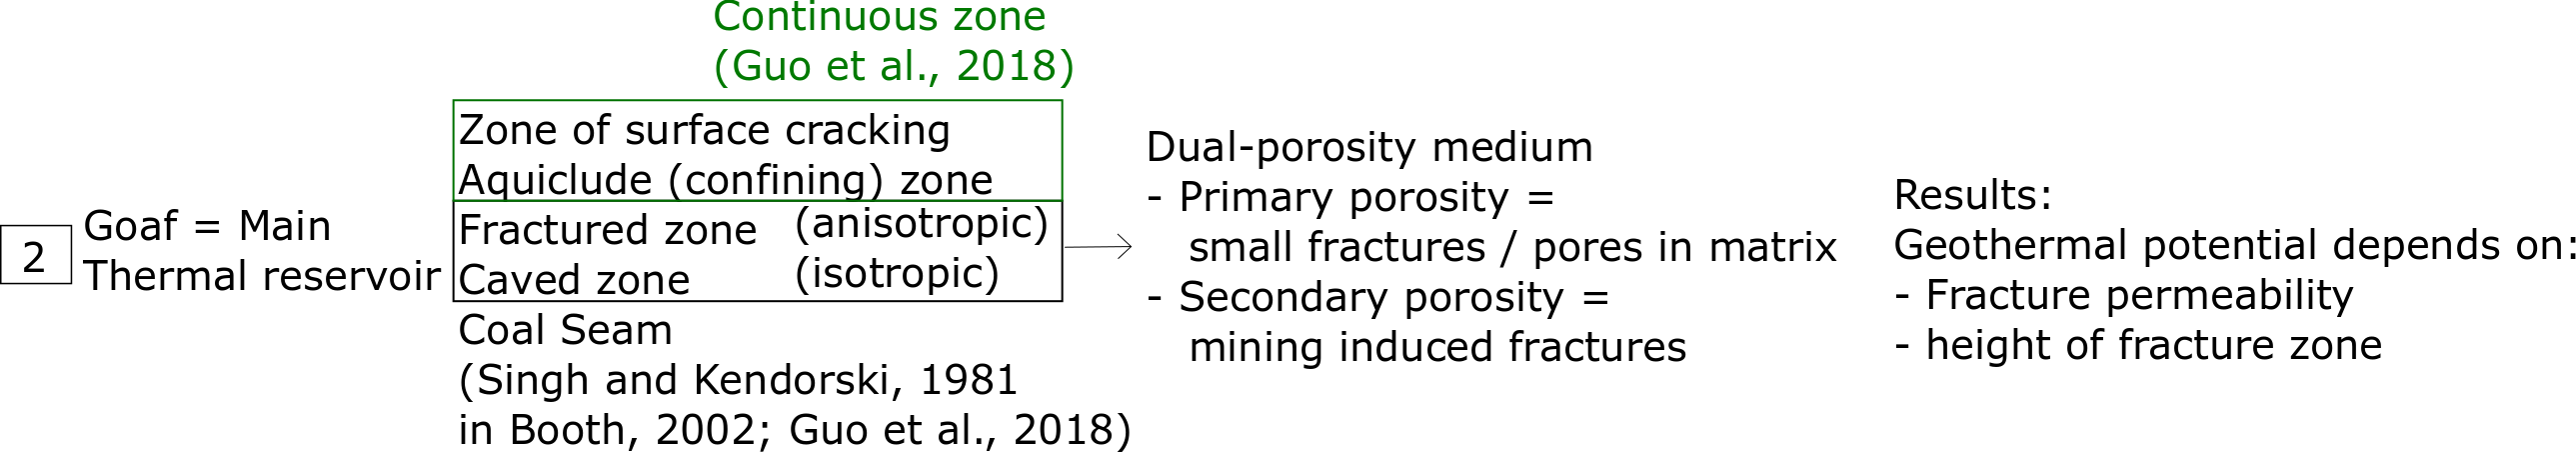 Continuous zone
(Guo et al., 2018)
2
Goaf = Main
Thermal reservoir
Zone of surface cracking
Aquiclude (confining) zone
Fractured zone (anisotropic)
Caved zone (isotropic)
Coal Seam
(Singh and Kendorski, 1981
in Booth, 2002; Guo et al., 2018)
Dual-porosity medium
- Primary porosity =
small fractures / pores in matrix
- Secondary porosity =
mining induced fractures
Results:
Geothermal potential depends on:
- Fracture permeability
- height of fracture zone